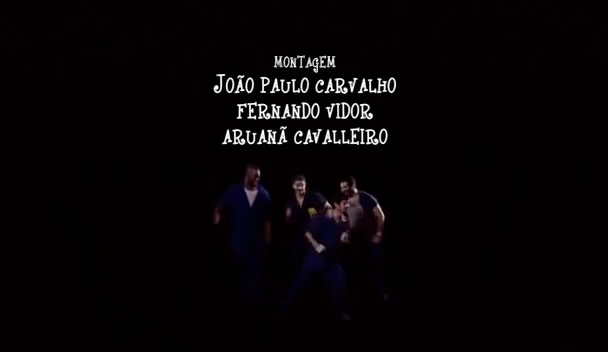 MONTAGEM
JOÃO PAULO CARVALHO
FERNANDO VIDOR
ARUANÃ CAVALLEIRO